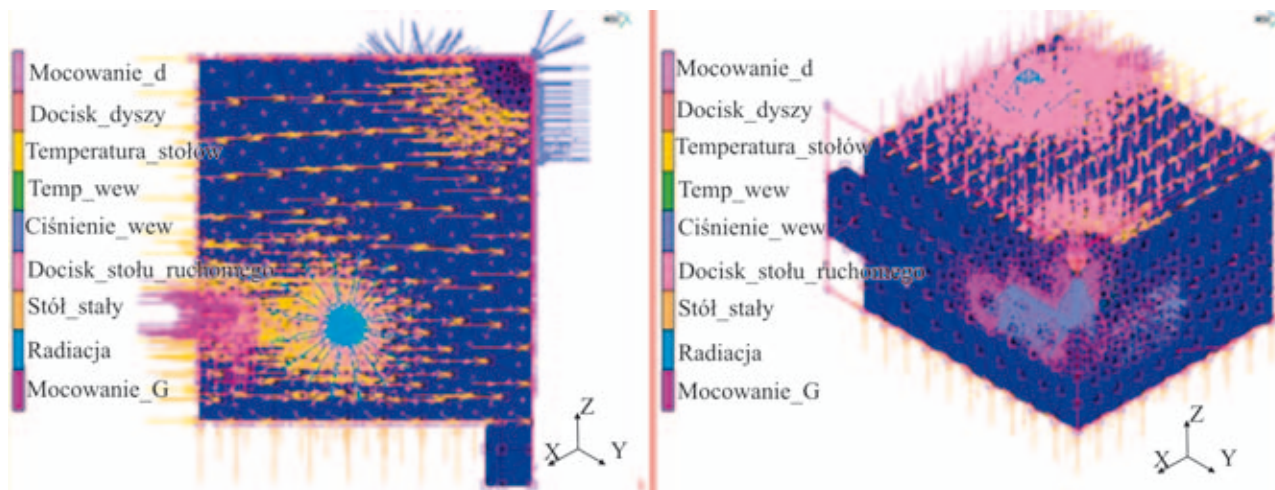 Mocowanie_d
Docisk_dyszy
Temperatura_stołów
Temp_wew
Ciśnienie_wew
Docisk_stołu_ruchomego
Stół_stały
Radiacja
Mocowanie_G
Z
X
Y
Mocowanie_d
Docisk_dyszy
Temperatura_stołów
Temp_wew
Ciśnienie_wew
Docisk_stołu_ruchomego
Stół_stały
Radiacja
Mocowanie_G
Z
X
Y